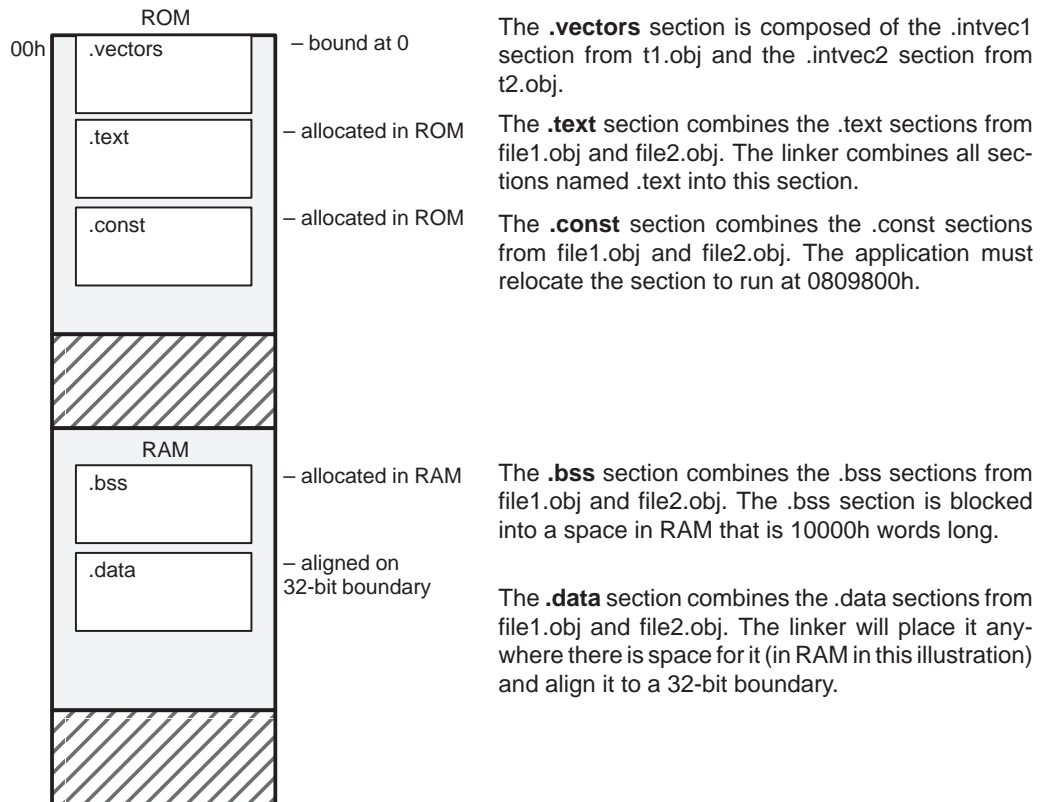 ROM
00h
.vectors
– bound at 0
The .vectors section is composed of the .intvec1
section from t1.obj and the .intvec2 section from
t2.obj.
.text
– allocated in ROM
The .text section combines the .text sections from
file1.obj and file2.obj. The linker combines all sec-
tions named .text into this section.
.const
– allocated in ROM
The .const section combines the .const sections
from file1.obj and file2.obj. The application must
relocate the section to run at 0809800h.
RAM
.bss
– allocated in RAM
The .bss section combines the .bss sections from
file1.obj and file2.obj. The .bss section is blocked
into a space in RAM that is 10000h words long.
.data
– aligned on
32-bit boundary
The .data section combines the .data sections from
file1.obj and file2.obj. The linker will place it any-
where there is space for it (in RAM in this illustration)
and align it to a 32-bit boundary.